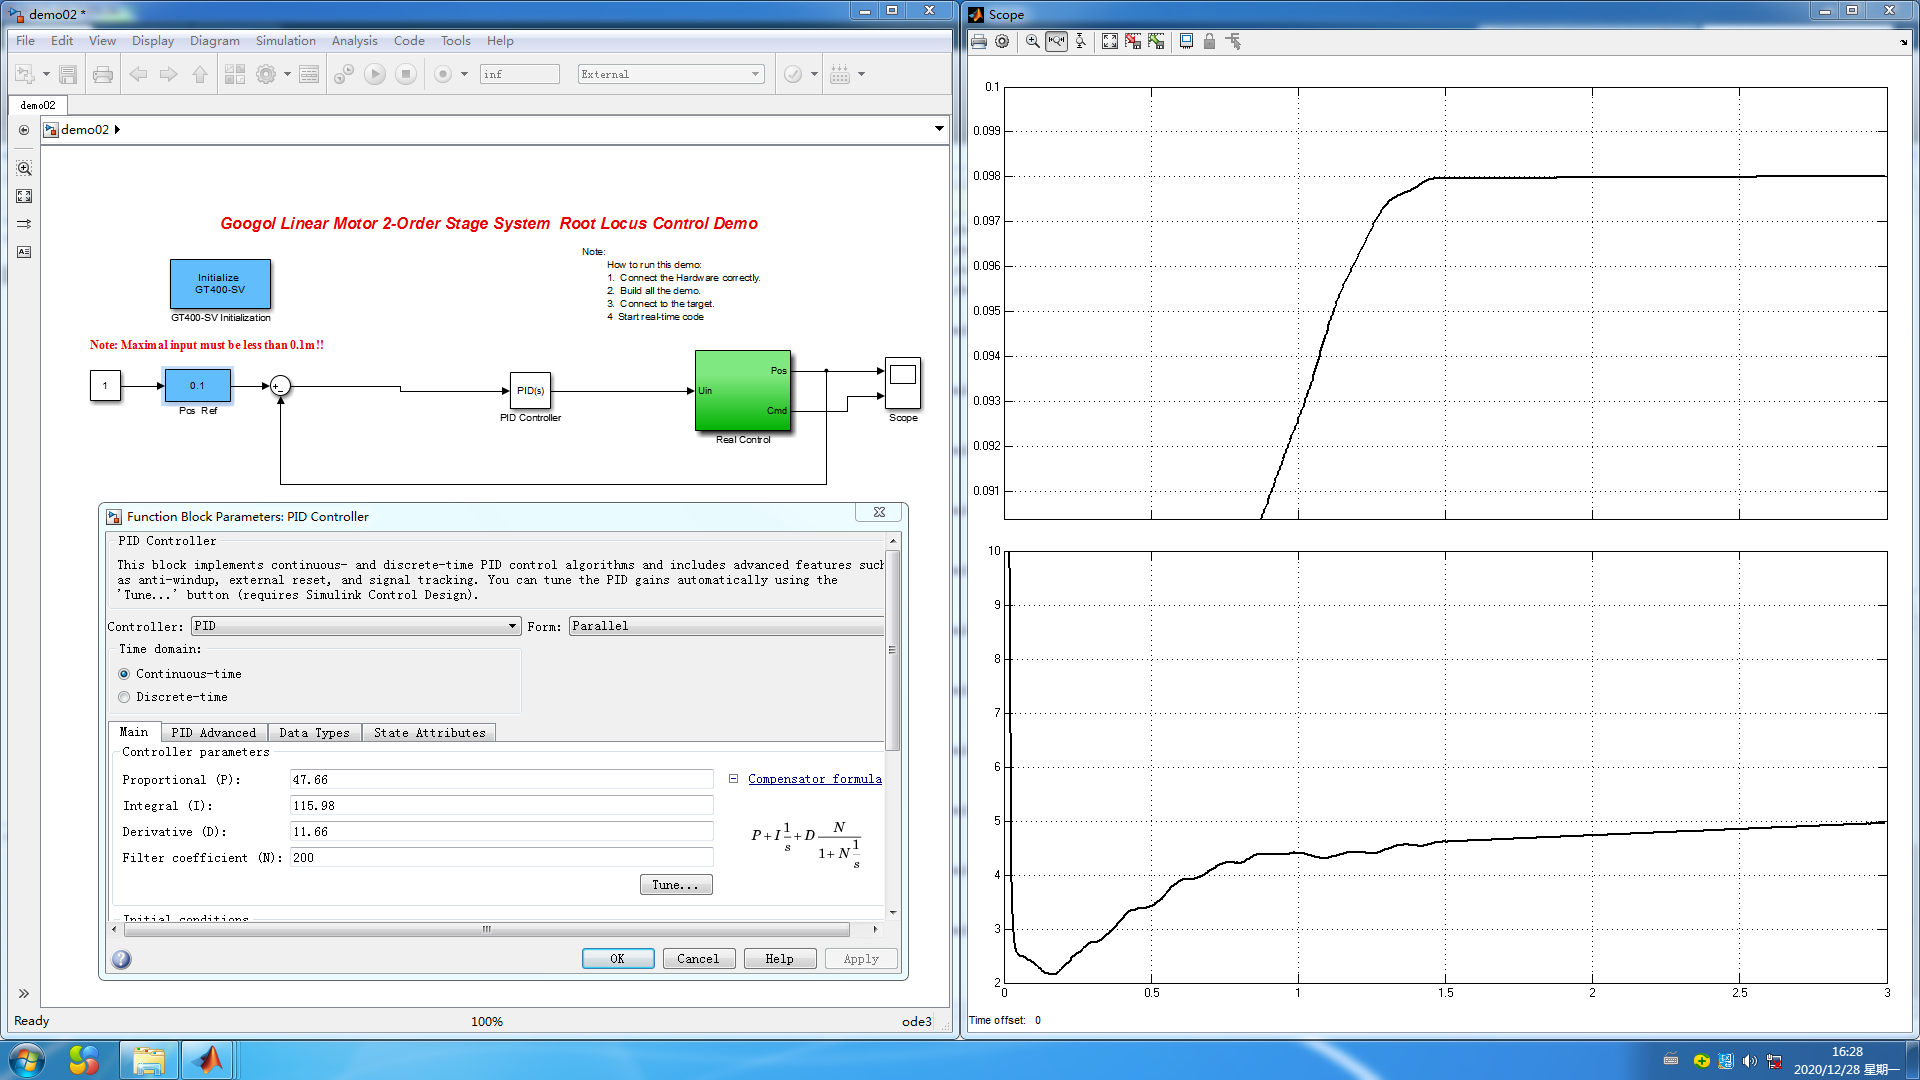 demo02 *
File Edit View Display Diagram Simulation Analysis Code Tools Help
inf External
demo02
demo02
Googol Linear Motor 2-Order Stage System Root Locus Control Demo
Note:
How to run this demo:
1. Connect the Hardware correctly.
2. Build all the demo.
3. Connect to the target.
4 Start real-time code
Initialize
GT400-SV
GT400-SV Initialization
Note: Maximal input must be less than 0.1m!!
1
0.1
Pos Ref
PID(s)
PID Controller
Uin
Pos
Cmd
Real Control
Scope
Function Block Parameters: PID Controller
PID Controller
This block implements continuous- and discrete-time PID control algorithms and includes advanced features such
as anti-windup, external reset, and signal tracking. You can tune the PID gains automatically using the
'Tune...' button (requires Simulink Control Design).
Controller: PID Form: Parallel
Time domain:
Continuous-time
Discrete-time
Main PID Advanced Data Types State Attributes
Controller parameters
Proportional (P): 47.66
Compensator formula
Integral (I): 115.98
Derivative (D): 11.66
Filter coefficient (N): 200
P+I 1/s +D N/(1+N 1/s)
Tune...
Initial conditions
OK Cancel Help Apply
Ready 100% ode3
Scope
0.1
0.099
0.098
0.097
0.096
0.095
0.094
0.093
0.092
0.091
10
9
8
7
6
5
4
3
2
0 0.5 1 1.5 2 2.5 3
Time offset: 0
16:28
2020/12/28 星期一